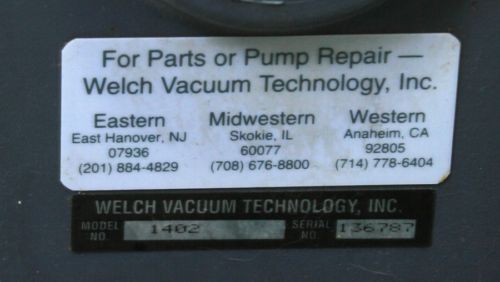 For Parts or Pump Repair —
Welch Vacuum Technology, Inc.
Eastern
East Hanover, NJ
07936
(201) 884-4829
Midwestern
Skokie, IL
60077
(708) 676-8800
Western
Anaheim, CA
92805
(714) 778-6404
WELCH VACUUM TECHNOLOGY, INC.
MODEL NO. 1402 SERIAL NO. 136787